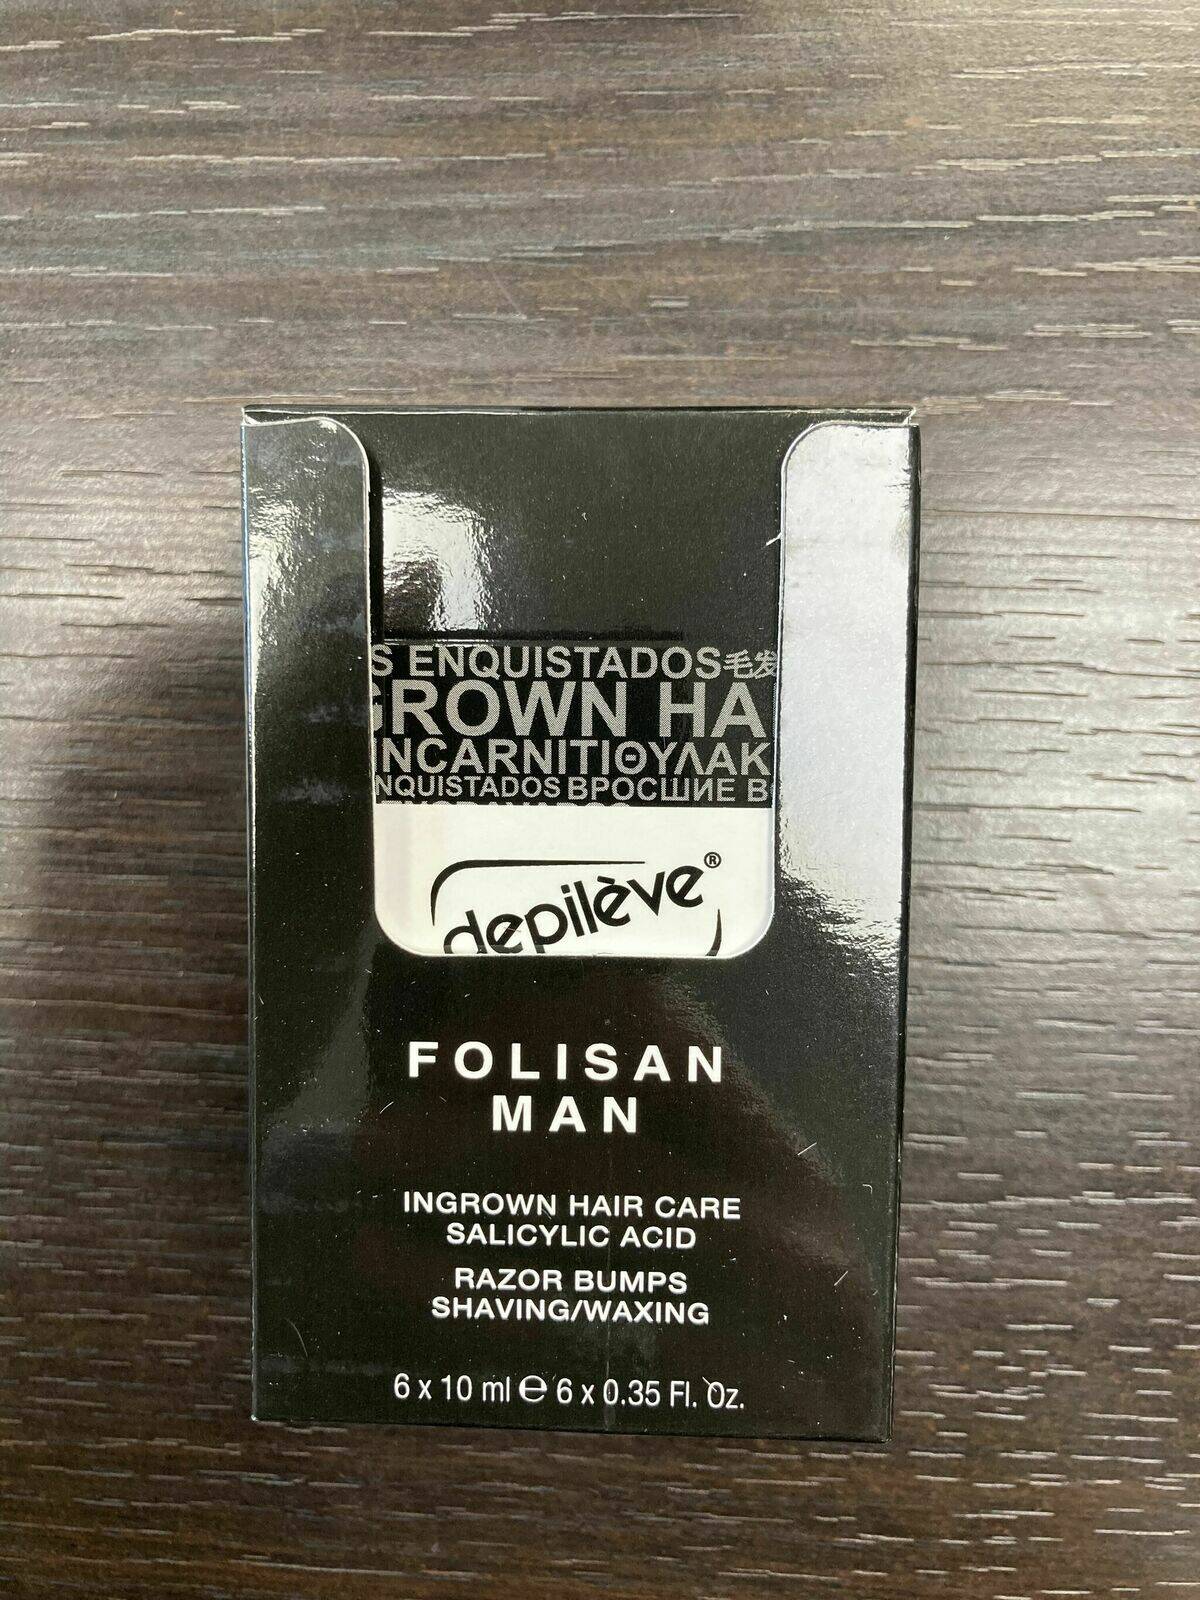 S ENQUISTADOS毛发
GROWN HA
INCARNITIΘΥΛΑΚ
NQUISTADOS ВРОСШИЕ В
depilève®
FOLISAN
MAN
INGROWN HAIR CARE
SALICYLIC ACID
RAZOR BUMPS
SHAVING/WAXING
6 x 10 ml ℮ 6 x 0.35 Fl. Oz.